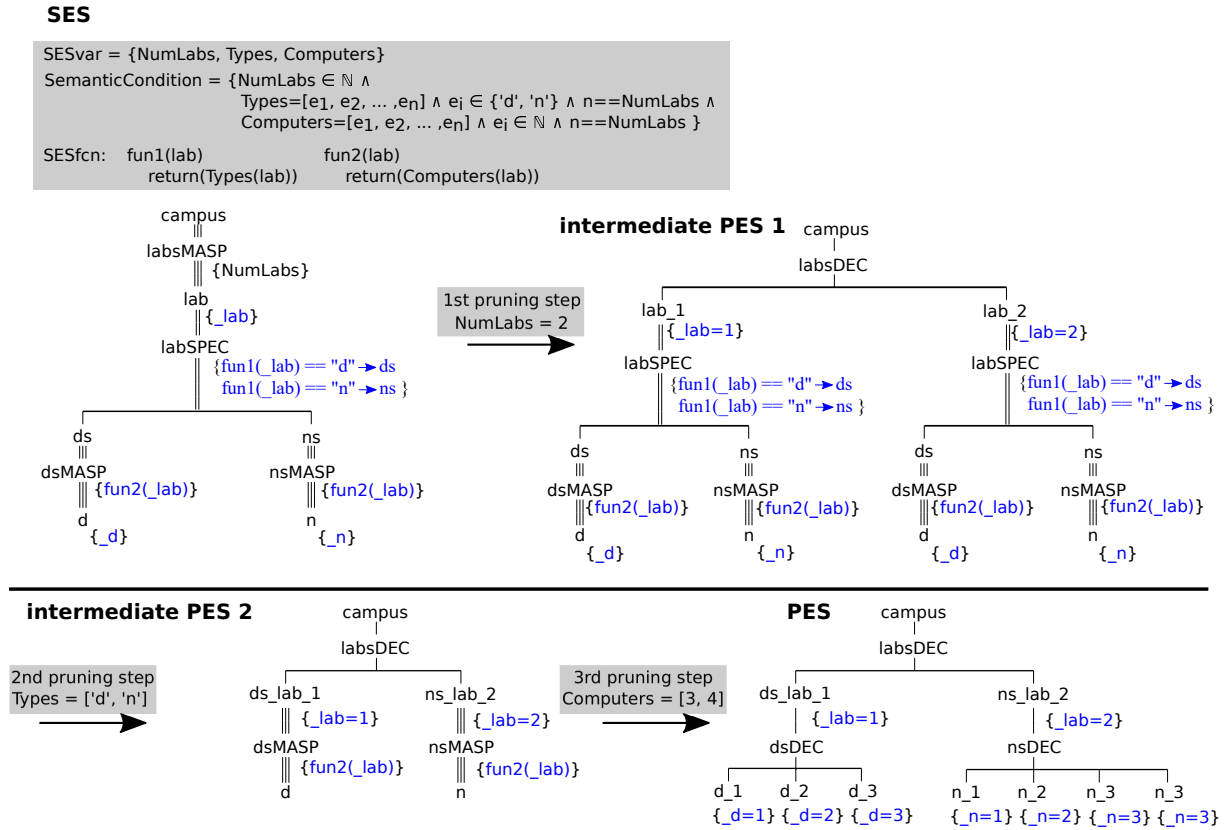 SES
SESvar = {NumLabs, Types, Computers}
SemanticCondition = {NumLabs ∈ ℕ ∧
Types=[e1, e2, ... ,en] ∧ ei ∈ {'d', 'n'} ∧ n==NumLabs ∧
Computers=[e1, e2, ... ,en] ∧ ei ∈ ℕ ∧ n==NumLabs }
SESfcn: fun1(lab) fun2(lab)
return(Types(lab)) return(Computers(lab))
campus
labsMASP
{NumLabs}
lab
{_lab}
labSPEC
{fun1(_lab) == "d" → ds
fun1(_lab) == "n" → ns }
ds ns
dsMASP nsMASP
{fun2(_lab)} {fun2(_lab)}
d n
{_d} {_n}
1st pruning step
NumLabs = 2
intermediate PES 1
campus
labsDEC
lab_1 lab_2
{_lab=1} {_lab=2}
labSPEC labSPEC
{fun1(_lab) == "d" → ds {fun1(_lab) == "d" → ds
fun1(_lab) == "n" → ns } fun1(_lab) == "n" → ns }
ds ns ds ns
dsMASP nsMASP dsMASP nsMASP
{fun2(_lab)} {fun2(_lab)} {fun2(_lab)} {fun2(_lab)}
d n d n
{_d} {_n} {_d} {_n}
intermediate PES 2
2nd pruning step
Types = ['d', 'n']
campus
labsDEC
ds_lab_1 ns_lab_2
{_lab=1} {_lab=2}
dsMASP nsMASP
{fun2(_lab)} {fun2(_lab)}
d n
3rd pruning step
Computers = [3, 4]
PES
campus
labsDEC
ds_lab_1 ns_lab_2
{_lab=1} {_lab=2}
dsDEC nsDEC
d_1 d_2 d_3 n_1 n_2 n_3 n_3
{_d=1} {_d=2} {_d=3} {_n=1} {_n=2} {_n=3} {_n=3}